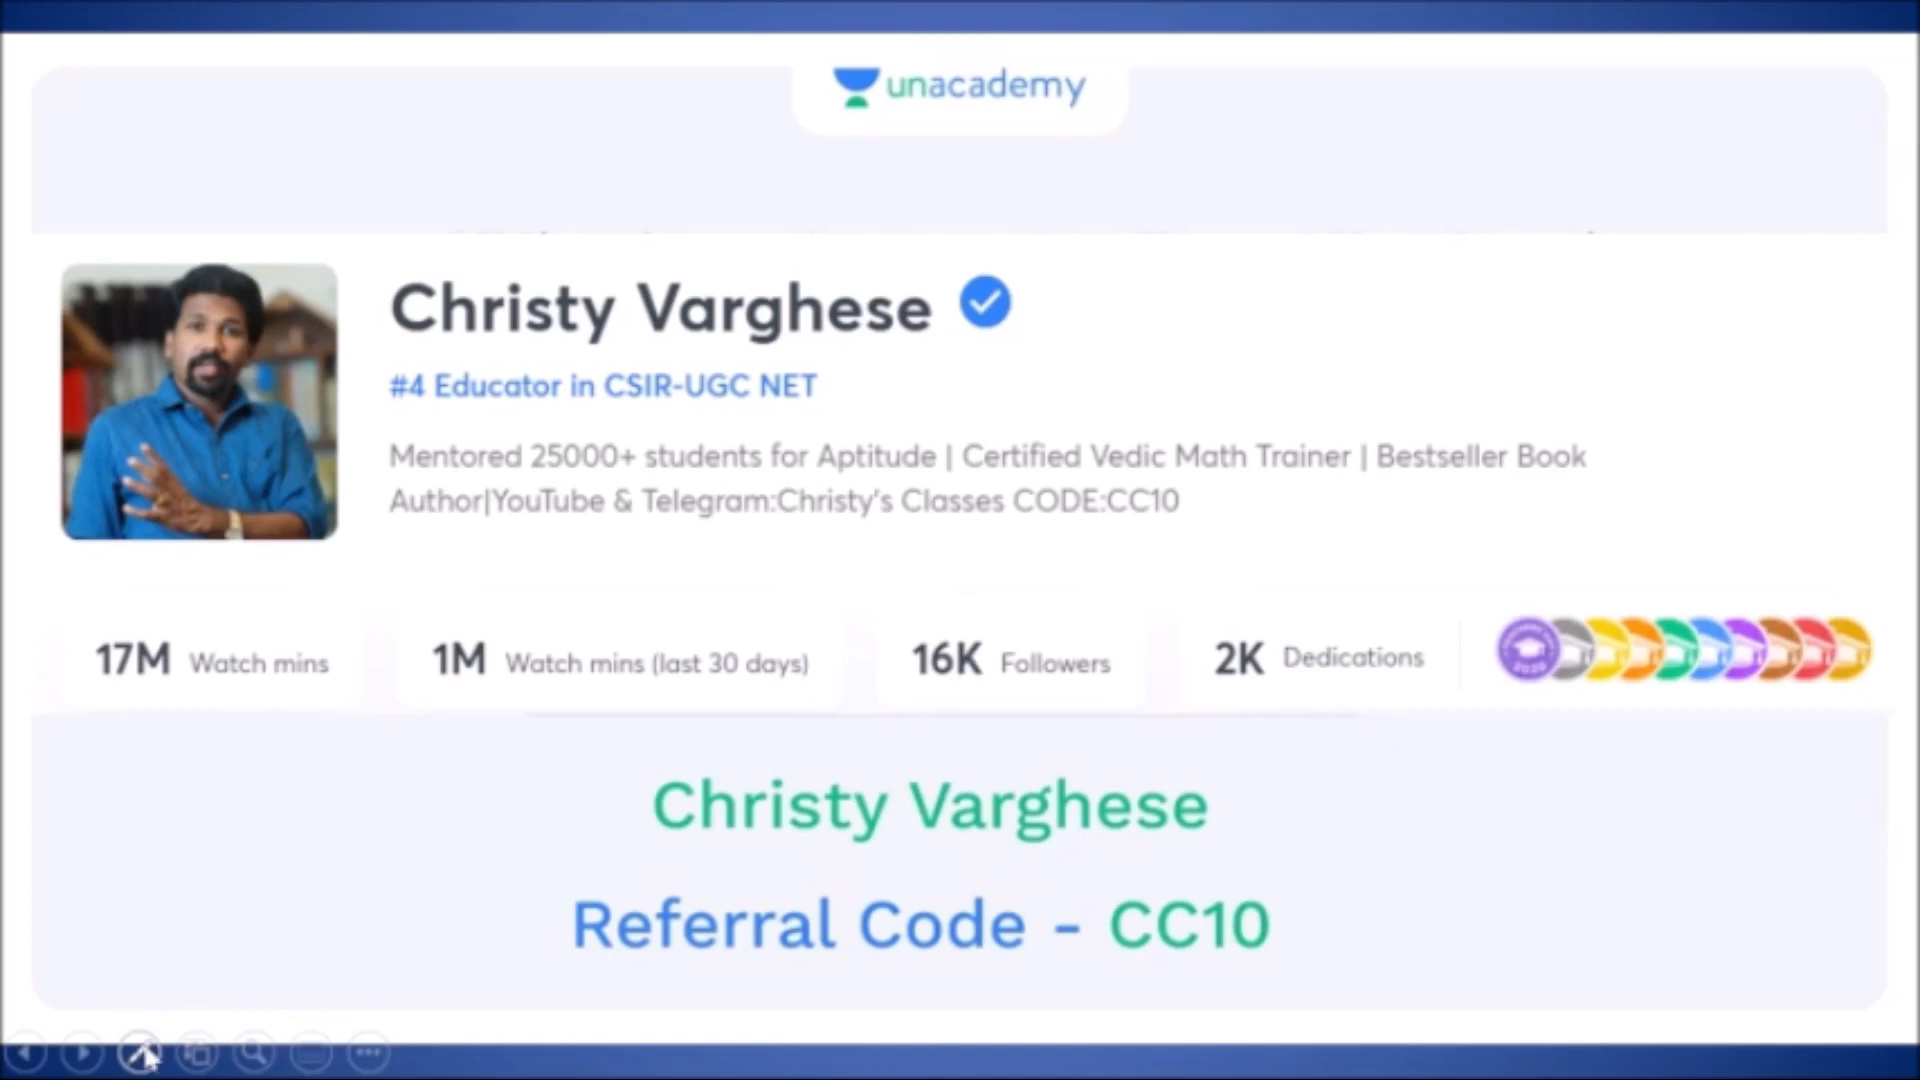 unacademy
Christy Varghese
#4 Educator in CSIR-UGC NET
Mentored 25000+ students for Aptitude | Certified Vedic Math Trainer | Bestseller Book
Author|YouTube & Telegram:Christy's Classes CODE:CC10
17M Watch mins
1M Watch mins (last 30 days)
16K Followers
2K Dedications
2020
Christy Varghese
Referral Code - CC10